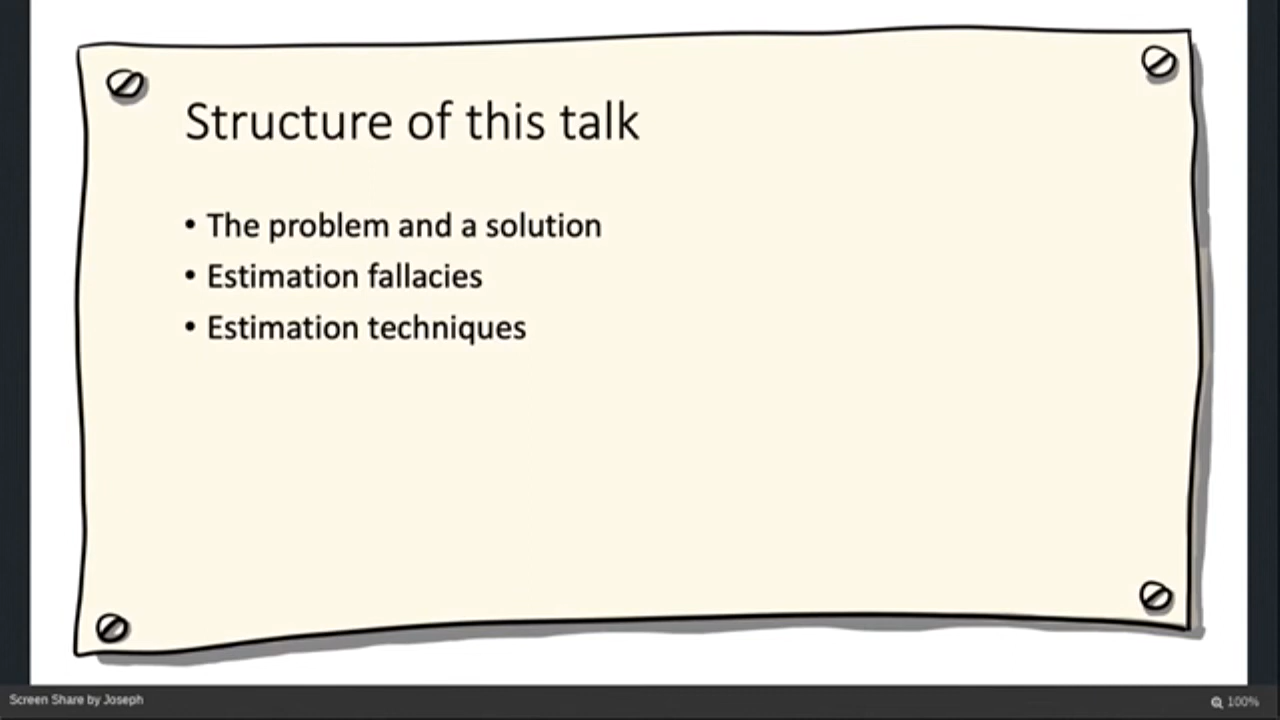 Structure of this talk
• The problem and a solution
• Estimation fallacies
• Estimation techniques
Screen Share by Joseph
100%